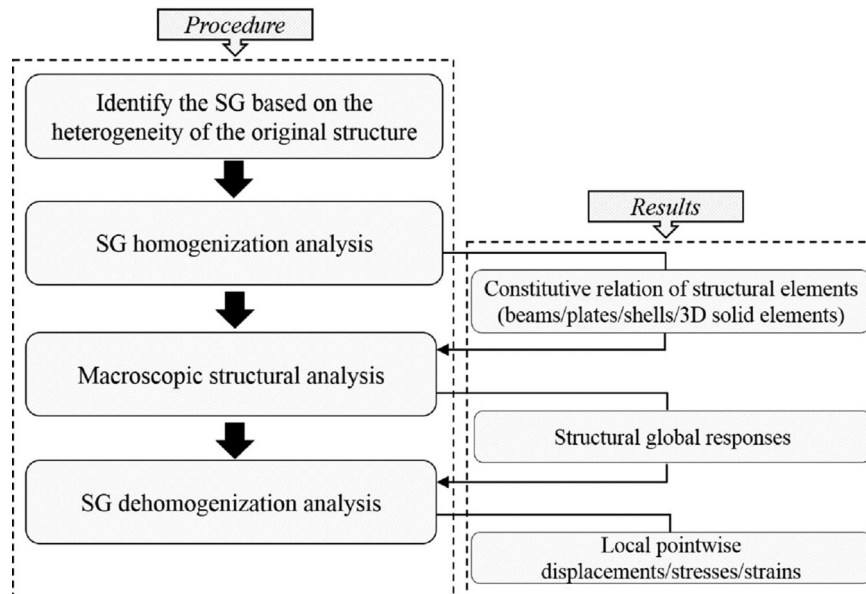 Procedure
Identify the SG based on the
heterogeneity of the original structure
SG homogenization analysis
Macroscopic structural analysis
SG dehomogenization analysis
Results
Constitutive relation of structural elements
(beams/plates/shells/3D solid elements)
Structural global responses
Local pointwise
displacements/stresses/strains